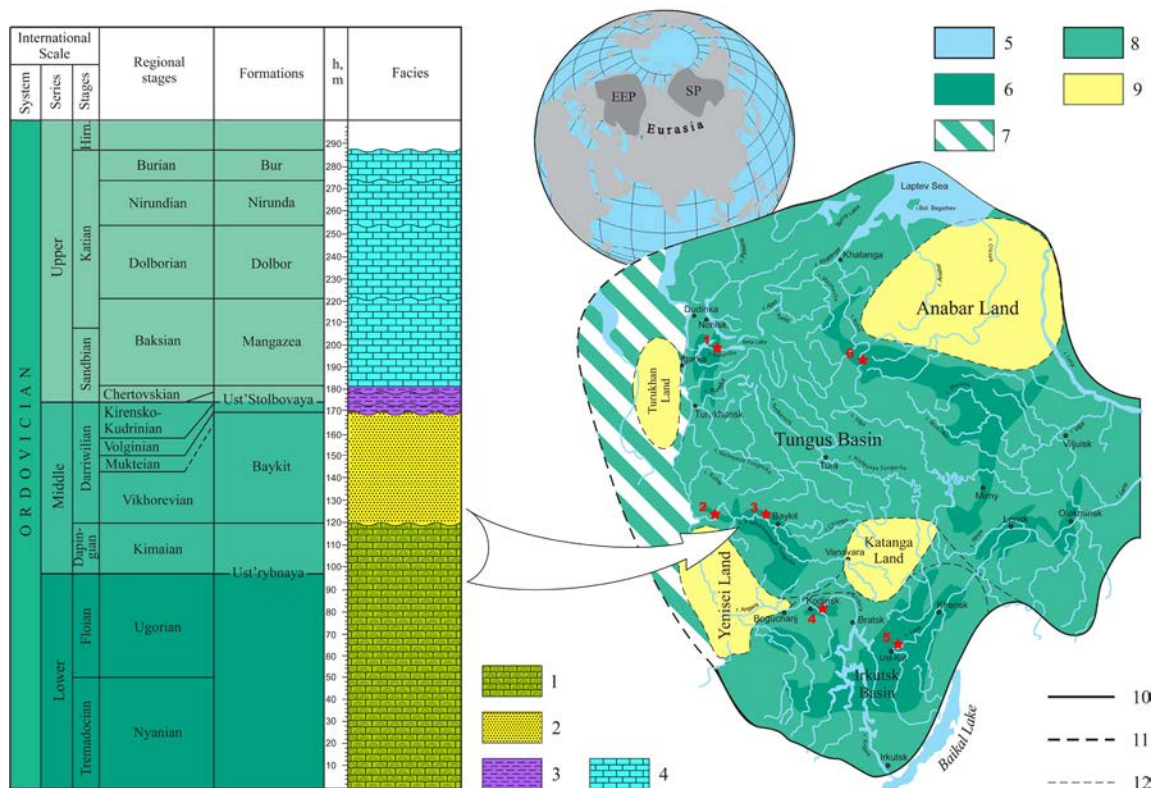 International
Scale
System
Series
Stages
Regional
stages
Formations
h,
m
Facies
ORDOVICIAN
Upper
Middle
Lower
Hirn.
Katian
Sandbian
Darriwilian
Dapin-
gian
Floian
Tremadocian
Burian
Nirundian
Dolborian
Baksian
Chertovskian
Kirensko-
Kudrinian
Volginian
Mukteian
Vikhorevian
Kimaian
Ugorian
Nyanian
Bur
Nirunda
Dolbor
Mangazea
Ust'Stolbovaya
Baykit
Ust'rybnaya
290
280
270
260
250
240
230
220
210
200
190
180
170
160
150
140
130
120
110
100
90
80
70
60
50
40
30
20
10
1
2
3
4
EEP
SP
Eurasia
5
6
7
8
9
Laptev Sea
Khatanga
Anabar Land
Dudinka
Norilsk
1
6
Igarka
Turukhan
Land
Turukhansk
Tungus Basin
Tura
Viljuisk
Mirny
2
3
Baykit
Lensk
Olekminsk
Vanavara
Katanga
Land
Yenisei Land
Kodinsk
4
Boguchanj
Bratsk
Kirensk
5
Ust-Kut
Irkutsk
Basin
Irkutsk
Baikal Lake
10
11
12